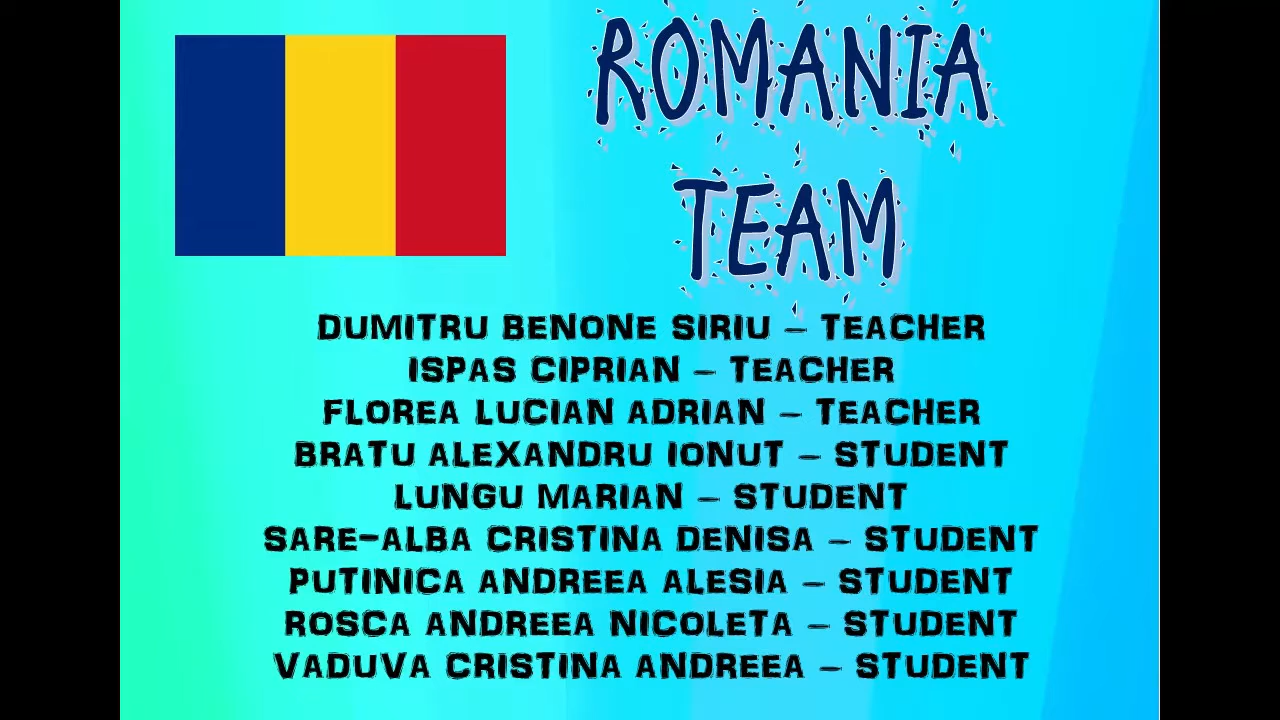 ROMANIA
TEAM
DUMITRU BENONE SIRIU – TEACHER
ISPAS CIPRIAN – TEACHER
FLOREA LUCIAN ADRIAN – TEACHER
BRATU ALEXANDRU IONUT – STUDENT
LUNGU MARIAN – STUDENT
SARE-ALBA CRISTINA DENISA – STUDENT
PUTINICA ANDREEA ALESIA – STUDENT
ROSCA ANDREEA NICOLETA – STUDENT
VADUVA CRISTINA ANDREEA – STUDENT